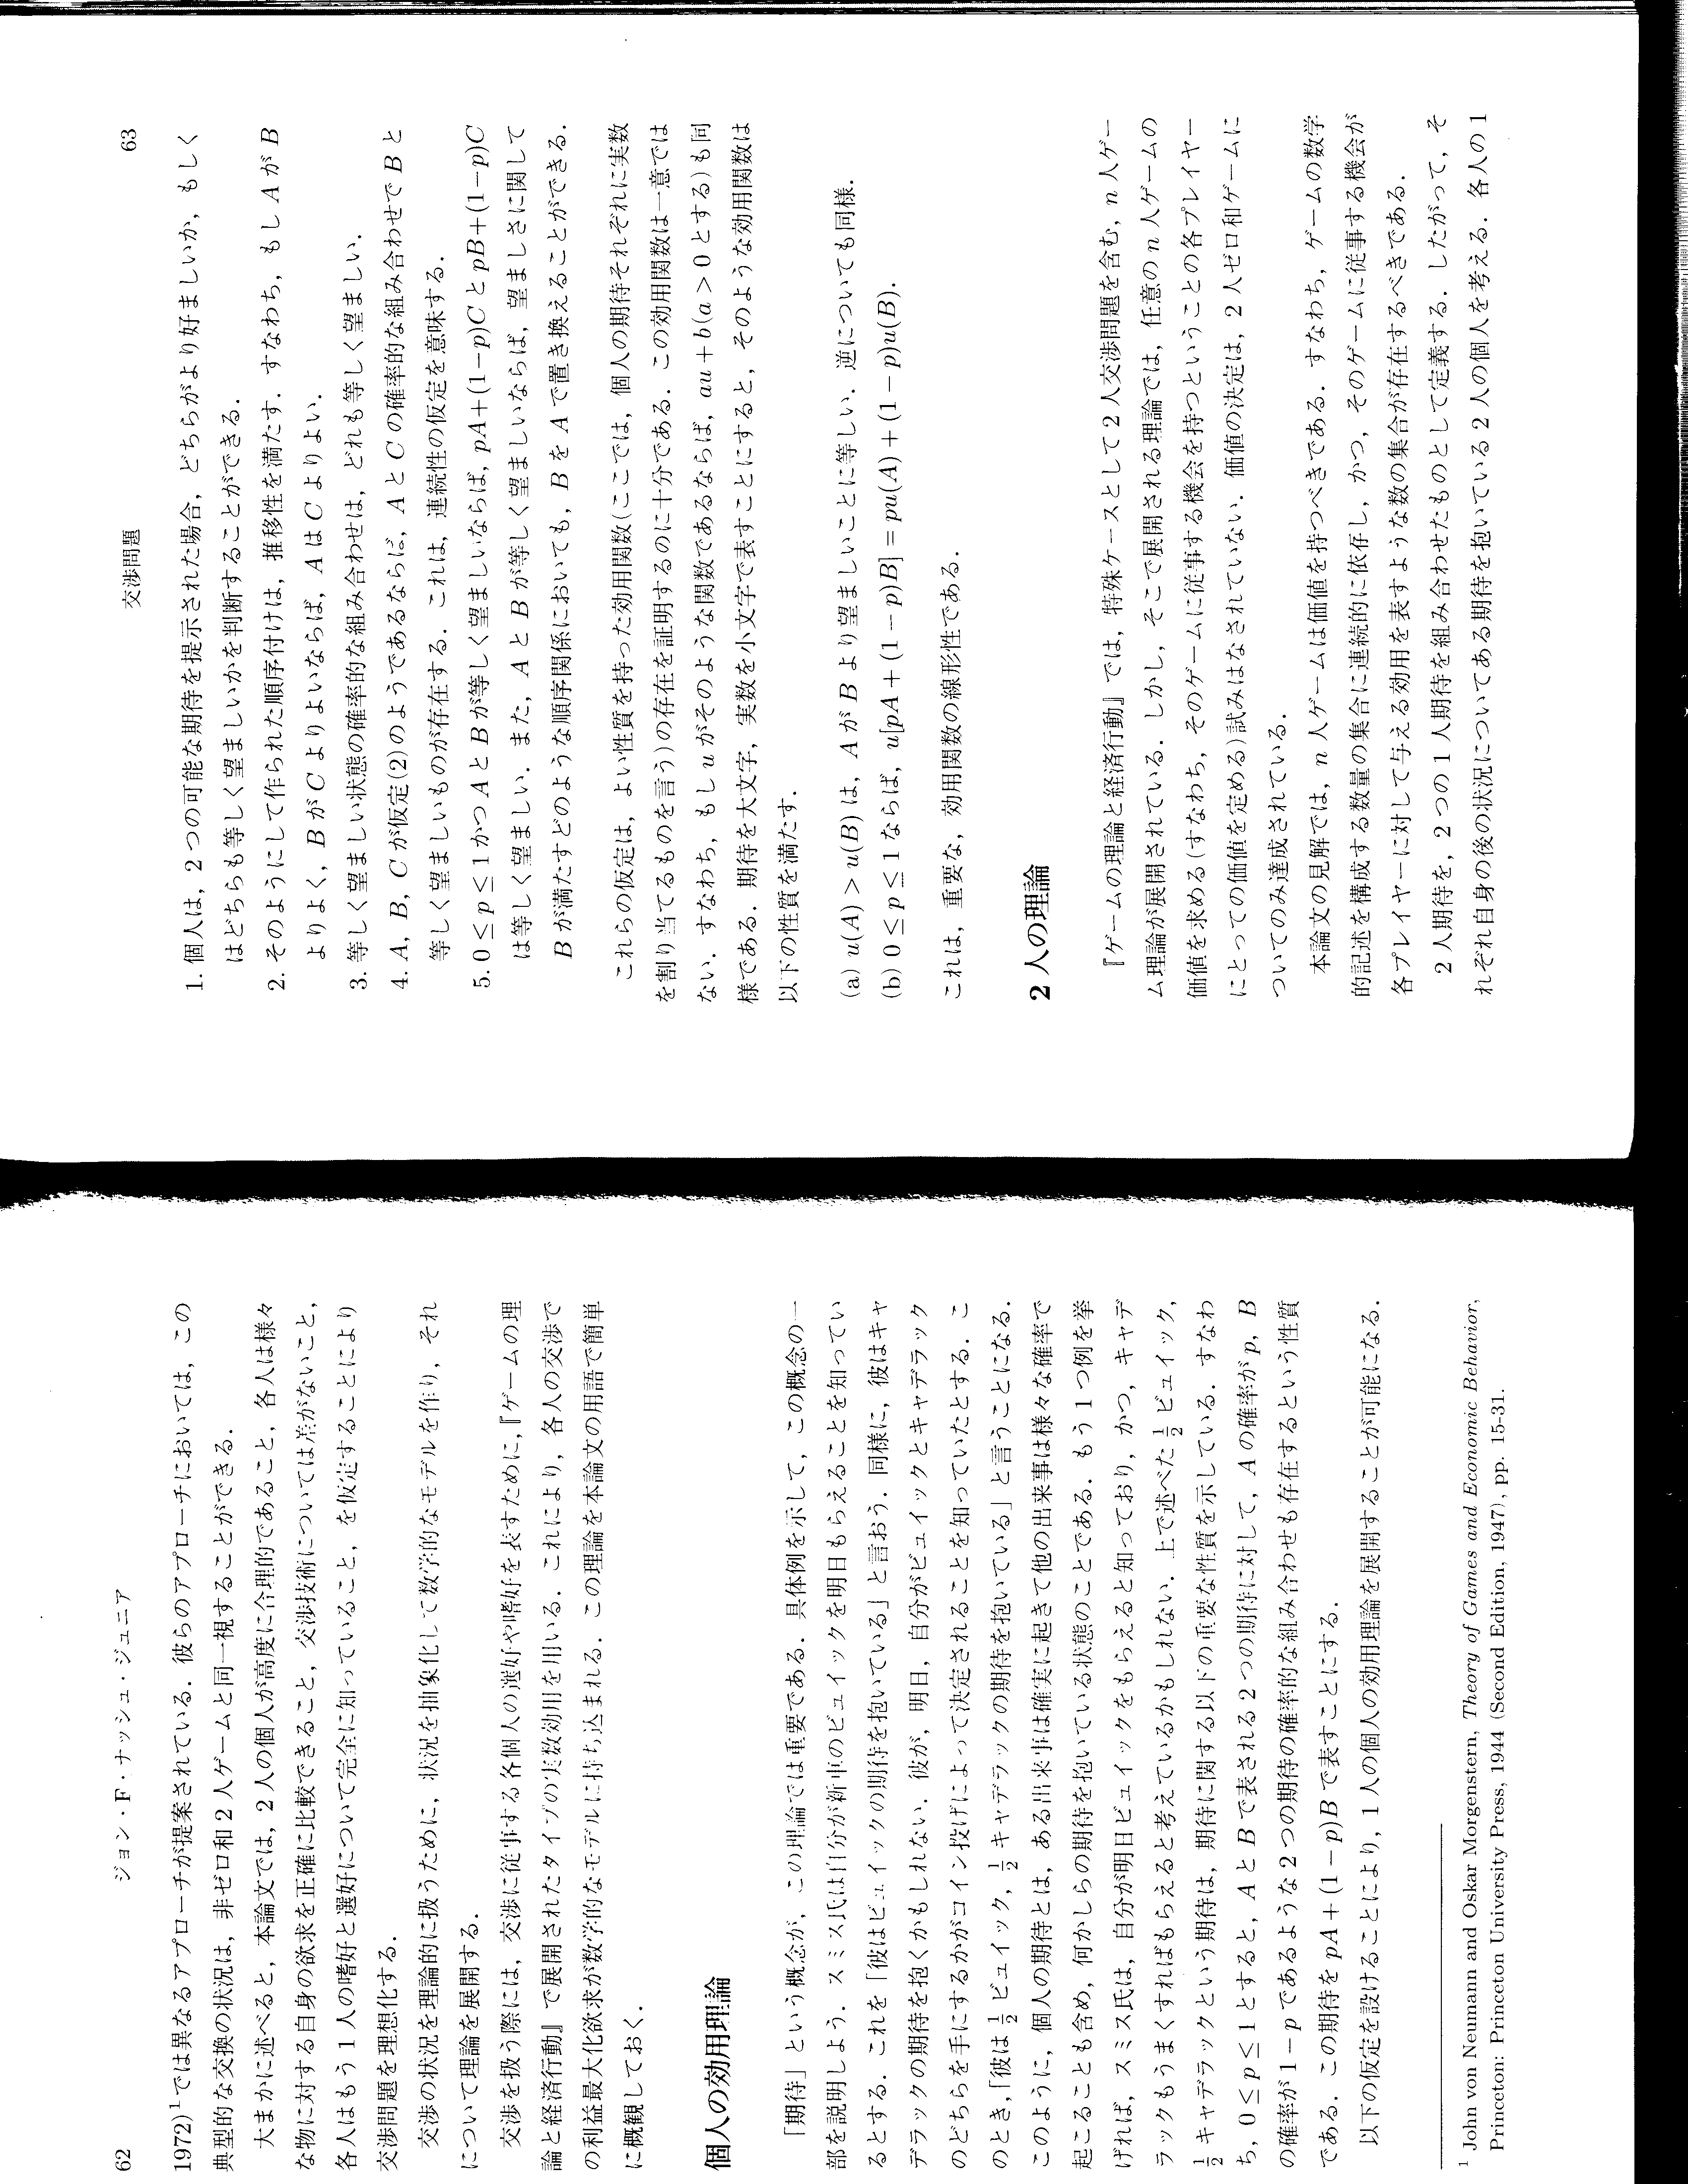 62
ジョン・F・ナッシュ・ジュニア
1972)¹では異なるアプローチが提案されている．彼らのアプローチにおいては，この
典型的な交換の状況は，非ゼロ和2人ゲームと同一視することができる．
大まかに述べると，本論文では，2人の個人が高度に合理的であること，各人は様々
な物に対する自身の欲求を正確に比較できること，交渉技術については差がないこと，
各人はもう1人の嗜好と選好について完全に知っていること，を仮定することにより
交渉問題を理想化する．
交渉の状況を理論的に扱うために，状況を抽象化して数学的なモデルを作り，それ
について理論を展開する．
交渉を扱う際には，交渉に従事する各個人の選好や嗜好を表すために，『ゲームの理
論と経済行動』で展開されたタイプの実数効用を用いる．これにより，各人の交渉で
の利益最大化欲求が数学的なモデルに持ち込まれる．この理論を本論文の用語で簡単
に概観しておく．
個人の効用理論
「期待」という概念が，この理論では重要である．具体例を示して，この概念の一
部を説明しよう．スミス氏は自分が新車のビュイックを明日もらえることを知ってい
るとする．これを「彼はビュイックの期待を抱いている」と言おう．同様に，彼はキャ
デラックの期待を抱くかもしれない．彼が，明日，自分がビュイックとキャデラック
のどちらを手にするかがコイン投げによって決定されることを知っていたとする．こ
のとき，「彼は½ビュイック，½キャデラックの期待を抱いている」と言うことになる．
このように，個人の期待とは，ある出来事は確実に起きて他の出来事は様々な確率で
起こることも含め，何かしらの期待を抱いている状態のことである．もう1つ例を挙
げれば，スミス氏は，自分が明日ビュイックをもらえると知っており，かつ，キャデ
ラックもうまくすればもらえると考えているかもしれない．上で述べた½ビュイック，
½キャデラックという期待は，期待に関する以下の重要な性質を示している．すなわ
ち，0 ≤ p ≤ 1とすると，AとBで表される2つの期待に対して，Aの確率がp，B
の確率が1−pであるような2つの期待の確率的な組み合わせも存在するという性質
である．この期待をpA + (1 − p)Bで表すことにする．
以下の仮定を設けることにより，1人の個人の効用理論を展開することが可能になる．
¹ John von Neumann and Oskar Morgenstern, Theory of Games and Economic Behavior,
Princeton: Princeton University Press, 1944 (Second Edition, 1947), pp. 15-31.
交渉問題
63
1. 個人は，2つの可能な期待を提示された場合，どちらがより好ましいか，もしく
はどちらも等しく望ましいかを判断することができる．
2. そのようにして作られた順序付けは，推移性を満たす．すなわち，もしAがB
よりよく，BがCよりよいならば，AはCよりよい．
3. 等しく望ましい状態の確率的な組み合わせは，どれも等しく望ましい．
4. A, B, Cが仮定(2)のようであるならば，AとCの確率的な組み合わせでBと
等しく望ましいものが存在する．これは，連続性の仮定を意味する．
5. 0 ≤ p ≤ 1かつAとBが等しく望ましいならば，pA+(1−p)CとpB+(1−p)C
は等しく望ましい．また，AとBが等しく望ましいならば，望ましさに関して
Bが満たすどのような順序関係においても，BをAで置き換えることができる．
これらの仮定は，よい性質を持った効用関数(ここでは，個人の期待それぞれに実数
を割り当てるものを言う)の存在を証明するのに十分である．この効用関数は一意では
ない．すなわち，もしuがそのような関数であるならば，au + b(a > 0とする)も同
様である．期待を大文字，実数を小文字で表すことにすると，そのような効用関数は
以下の性質を満たす．
(a) u(A) > u(B)は，AがBより望ましいことに等しい．逆についても同様．
(b) 0 ≤ p ≤ 1ならば，u[pA + (1 − p)B] = pu(A) + (1 − p)u(B).
これは，重要な，効用関数の線形性である．
2人の理論
『ゲームの理論と経済行動』では，特殊ケースとして2人交渉問題を含む，n人ゲー
ム理論が展開されている．しかし，そこで展開される理論では，任意のn人ゲームの
価値を求める(すなわち，そのゲームに従事する機会を持つということの各プレイヤー
にとっての価値を定める)試みはなされていない．価値の決定は，2人ゼロ和ゲームに
ついてのみ達成されている．
本論文の見解では，n人ゲームは価値を持つべきである．すなわち，ゲームの数学
的記述を構成する数量の集合に連続的に依存し，かつ，そのゲームに従事する機会が
各プレイヤーに対して与える効用を表すような数の集合が存在するべきである．
2人期待を，2つの1人期待を組み合わせたものとして定義する．したがって，そ
れぞれ自身の後の状況についてある期待を抱いている2人の個人を考える．各人の1